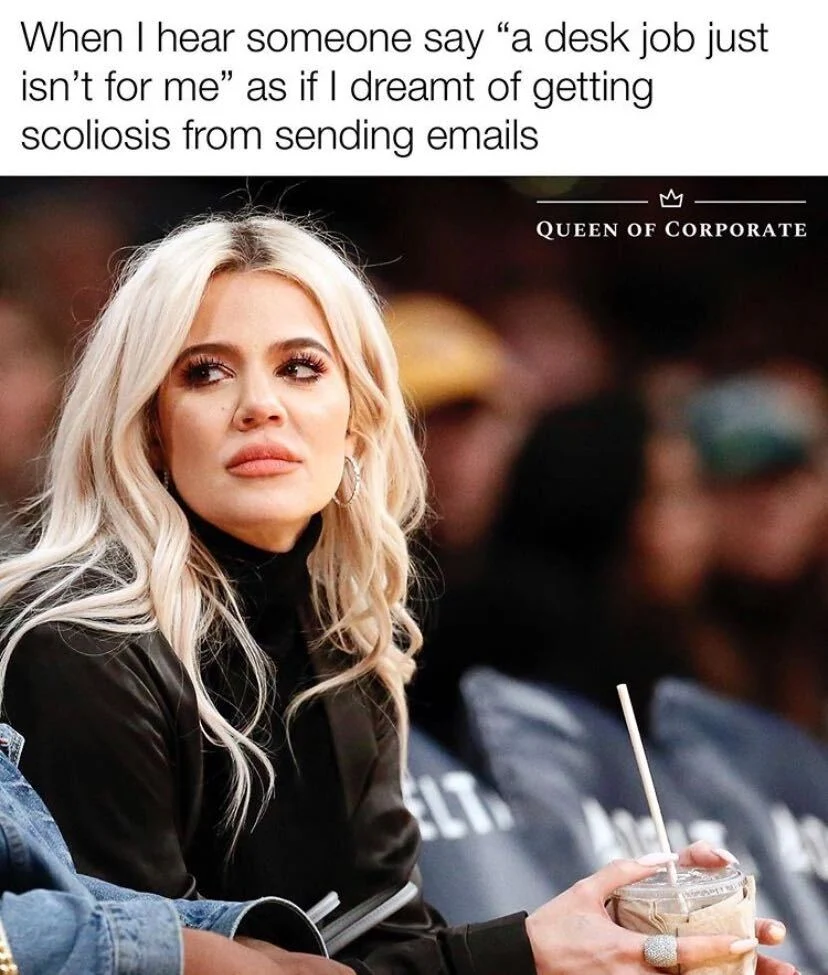 When I hear someone say “a desk job just
isn’t for me” as if I dreamt of getting
scoliosis from sending emails
QUEEN OF CORPORATE